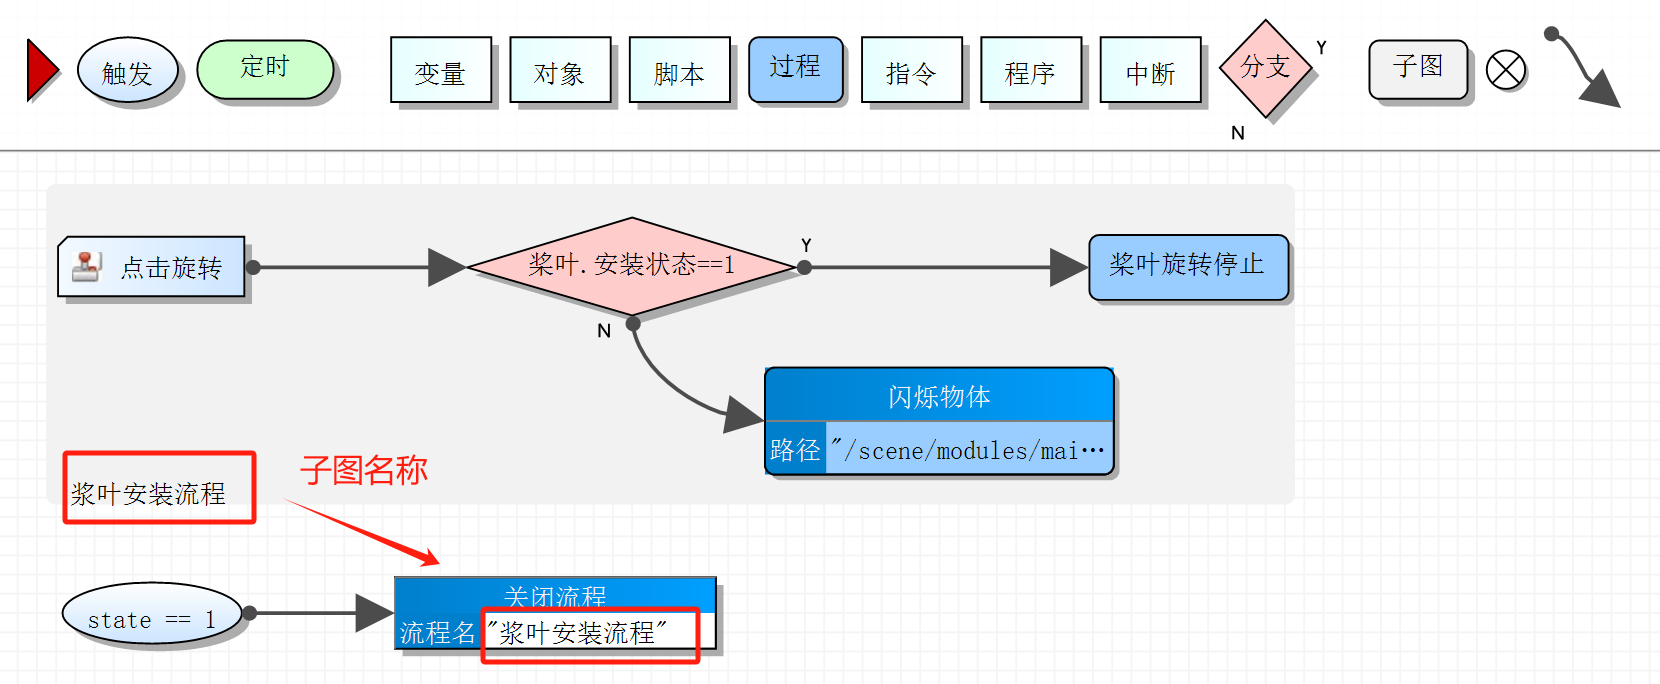 触发
定时
变量
对象
脚本
过程
指令
程序
中断
分支
Y
N
子图
点击旋转
桨叶.安装状态==1
Y
N
桨叶旋转停止
闪烁物体
路径 "/scene/modules/mai…
子图名称
浆叶安装流程
state == 1
关闭流程
流程名 "浆叶安装流程"